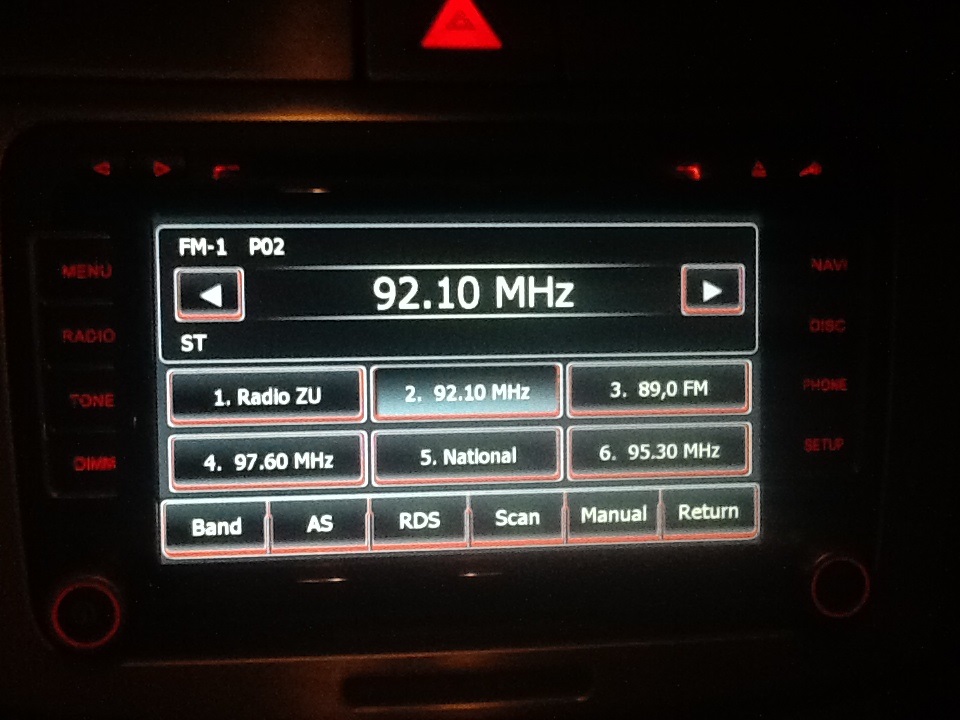 FM-1 P02
92.10 MHz
ST
MENU
RADIO
TONE
DIMM
1. Radio ZU
2. 92.10 MHz
3. 89,0 FM
4. 97.60 MHz
5. National
6. 95.30 MHz
Band
AS
RDS
Scan
Manual
Return
NAVI
DISC
PHONE
SETUP